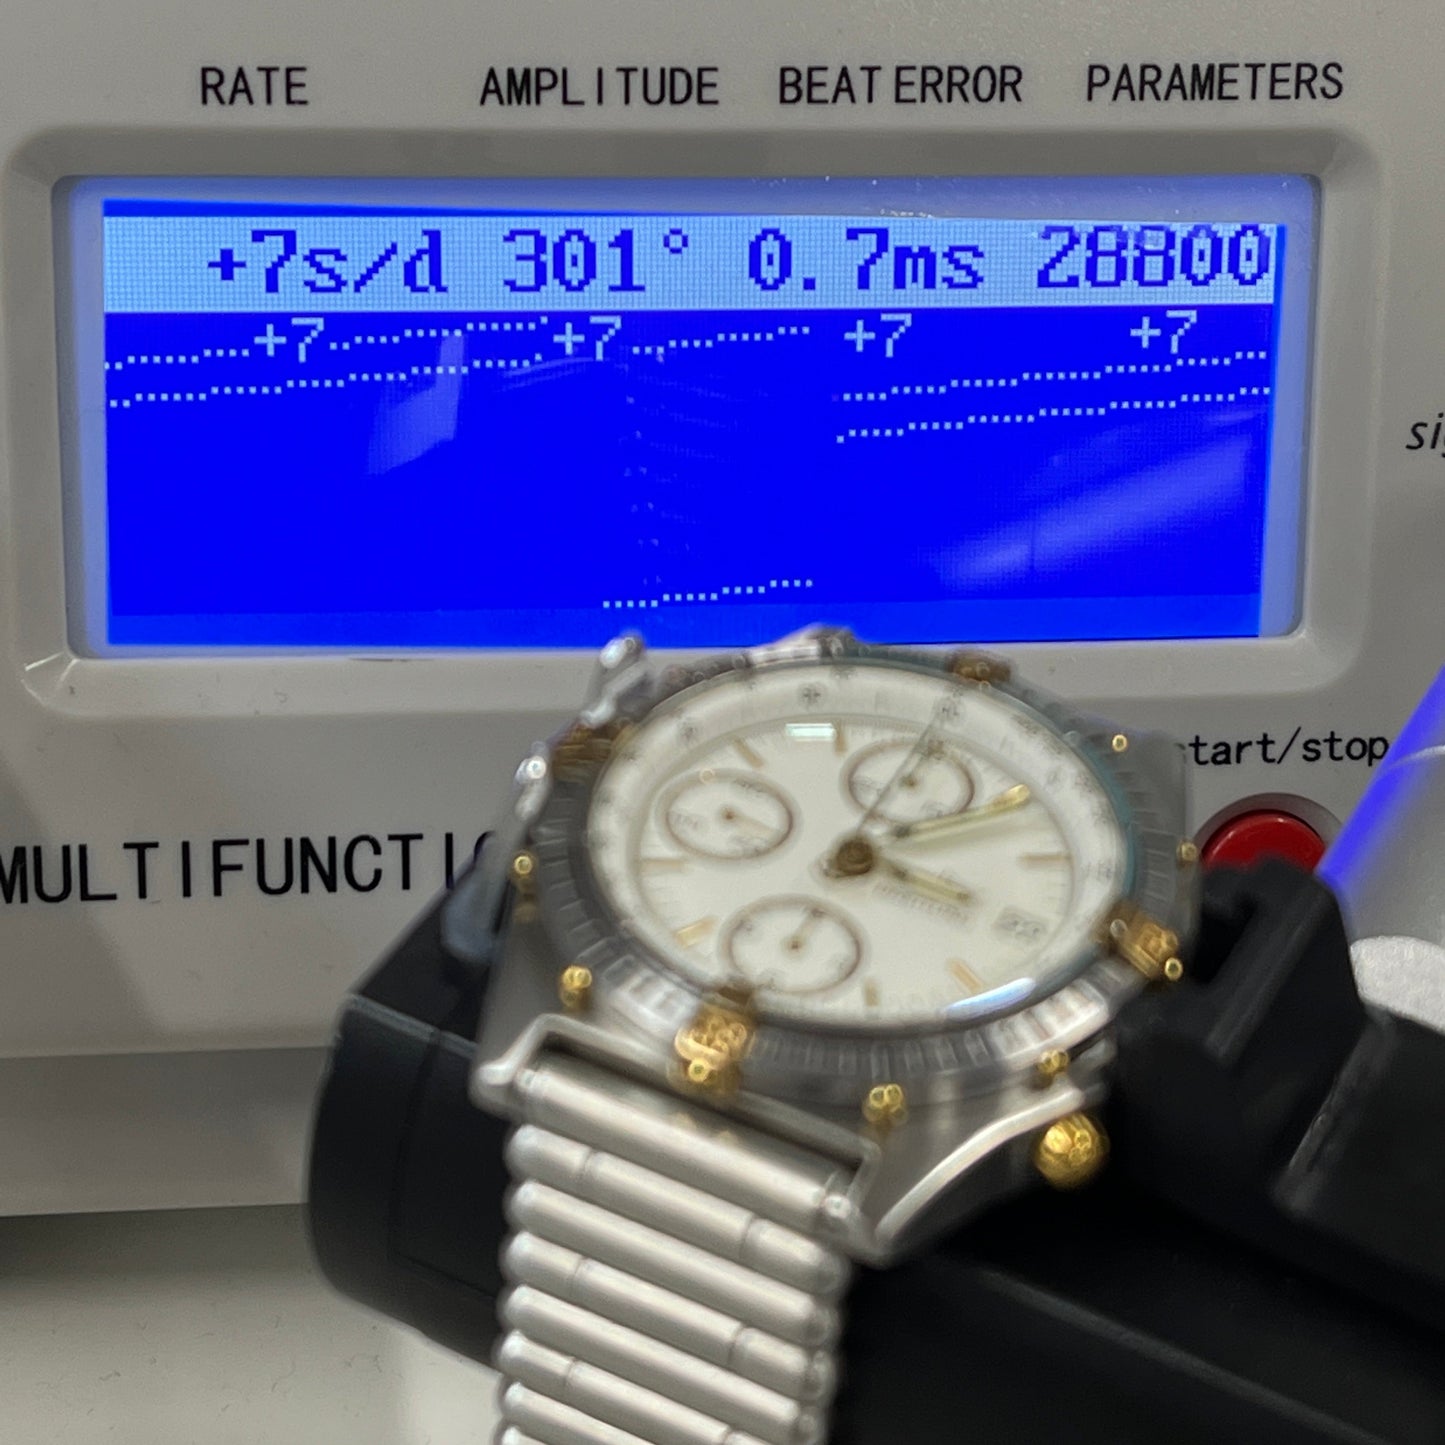 RATE AMPLITUDE BEAT ERROR PARAMETERS
+7s/d 301° 0.7ms 28800
+7 +7 +7 +7
start/stop
MULTIFUNCTI